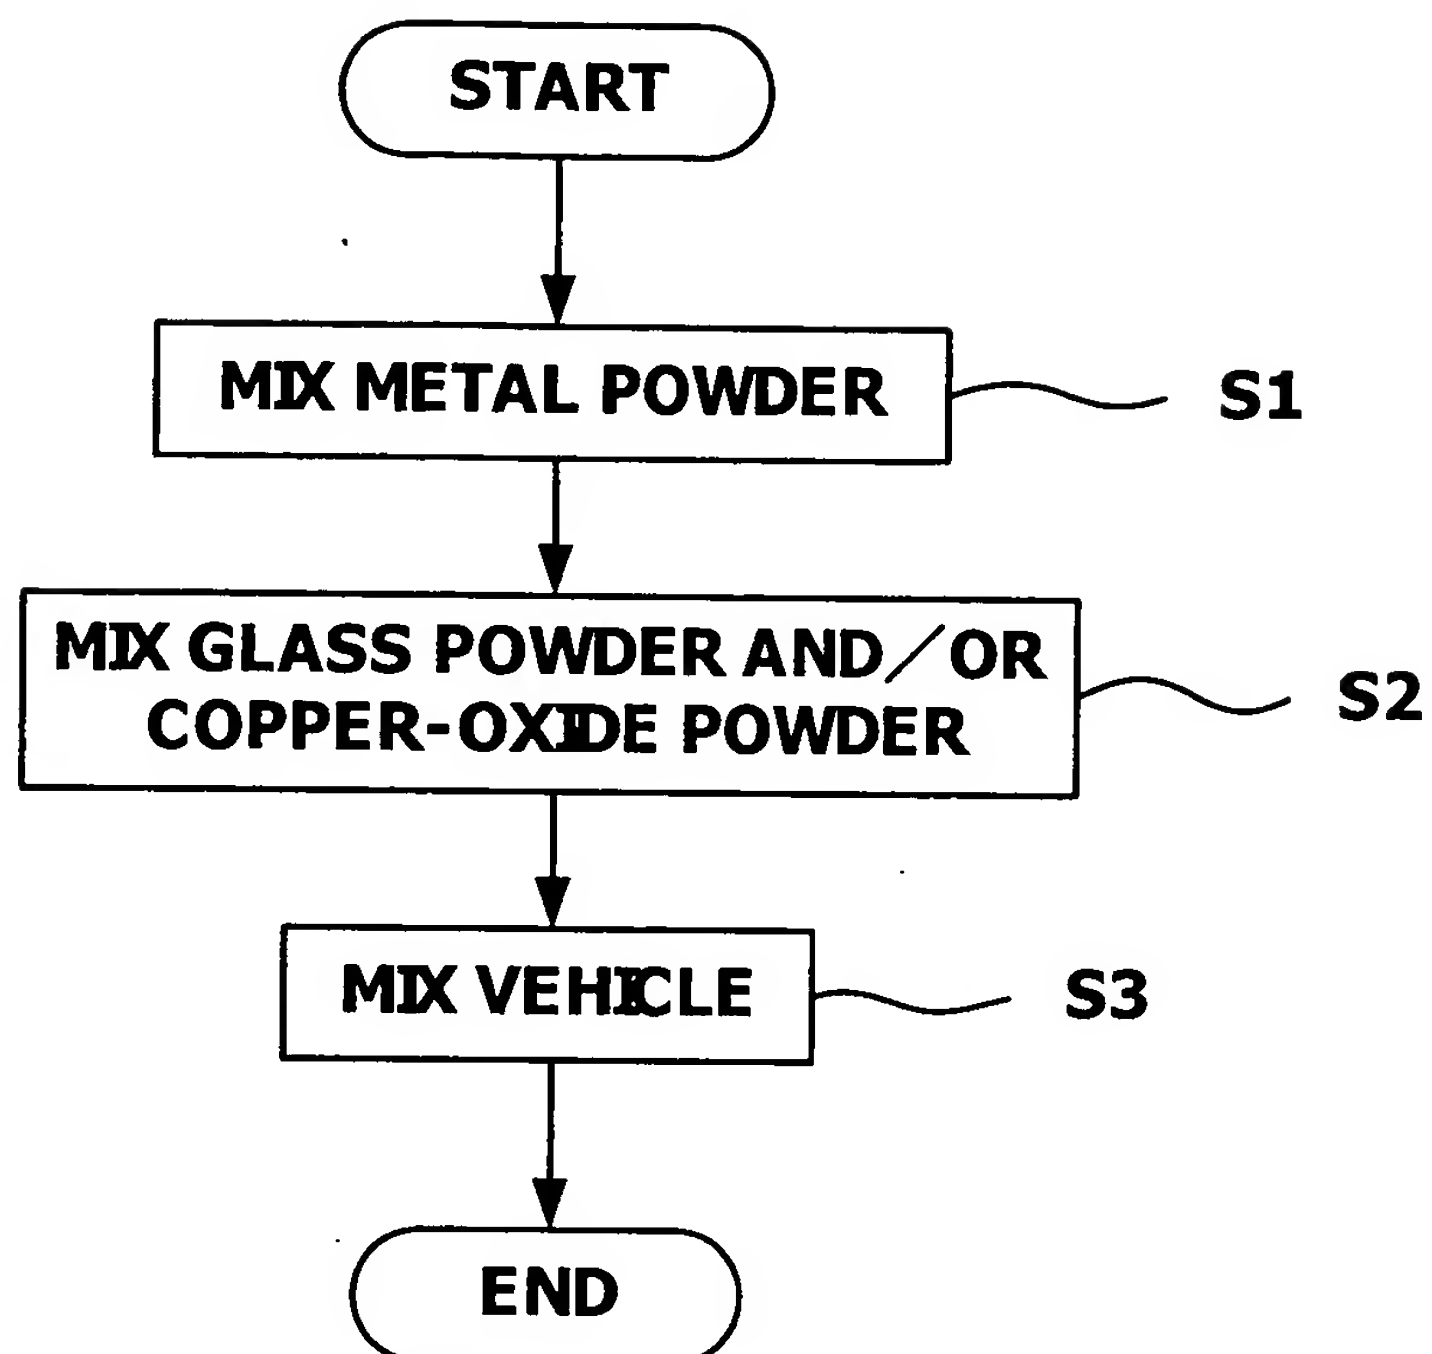 START
MIX METAL POWDER
S1
MIX GLASS POWDER AND/OR
COPPER-OXIDE POWDER
S2
MIX VEHICLE
S3
END